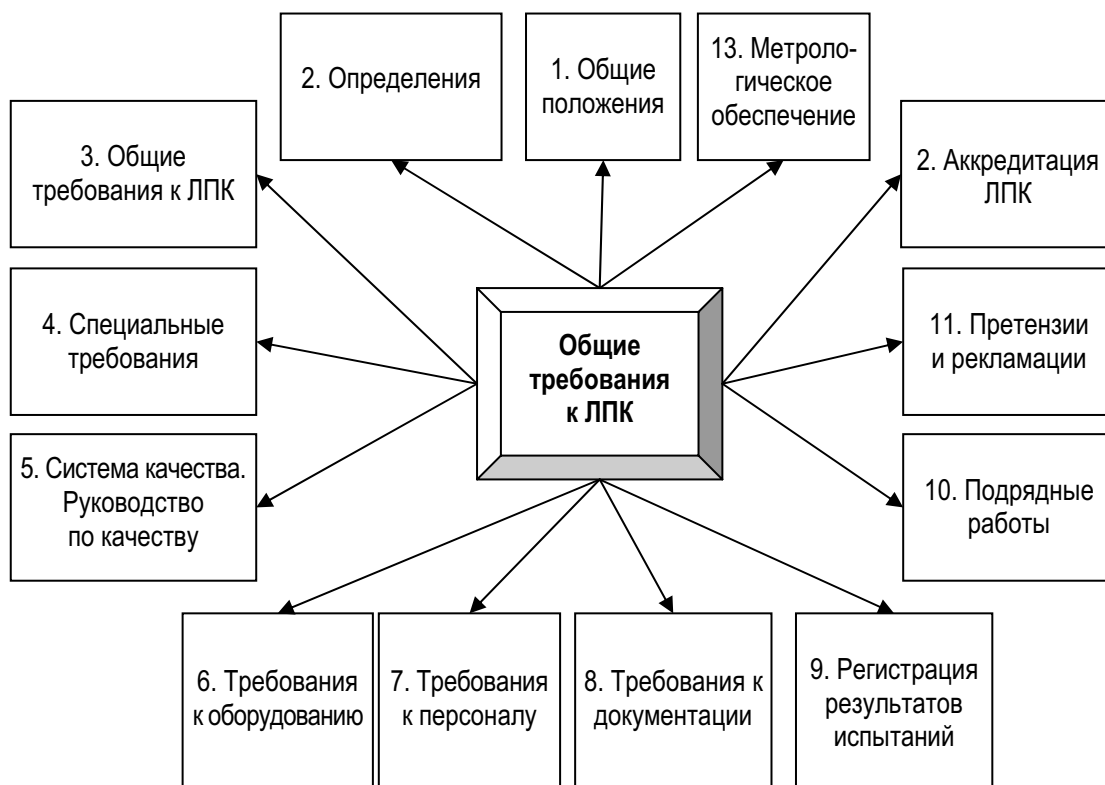 2. Определения
1. Общие
положения
13. Метроло-
гическое
обеспечение
3. Общие
требования к ЛПК
2. Аккредитация
ЛПК
4. Специальные
требования
Общие
требования
к ЛПК
11. Претензии
и рекламации
5. Система качества.
Руководство
по качеству
10. Подрядные
работы
6. Требования
к оборудованию
7. Требования
к персоналу
8. Требования к
документации
9. Регистрация
результатов
испытаний